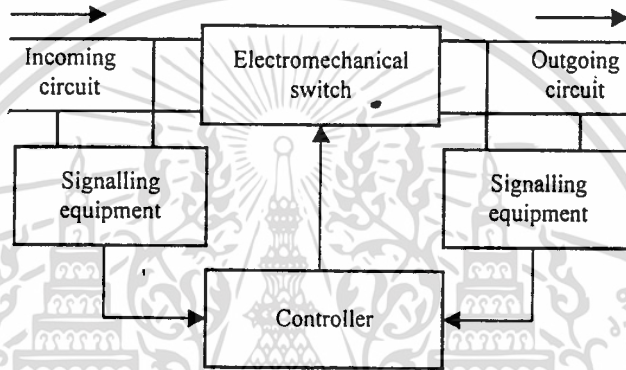 Incoming
circuit
Electromechanical
switch
Outgoing
circuit
Signalling
equipment
Signalling
equipment
Controller